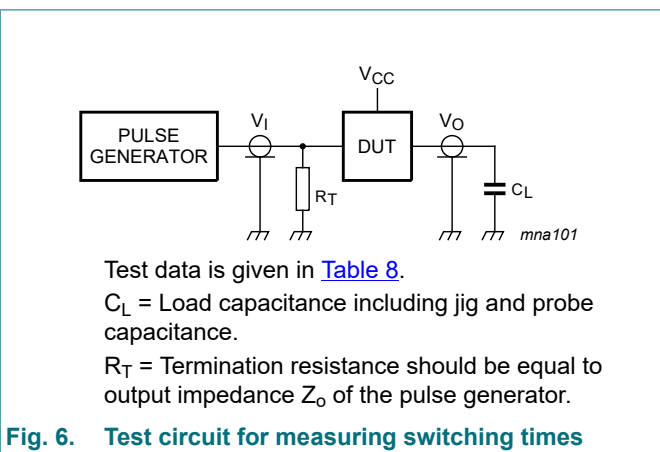 VCC
VI
VO
PULSE
GENERATOR
DUT
RT
CL
mna101
Test data is given in Table 8.
CL = Load capacitance including jig and probe
capacitance.
RT = Termination resistance should be equal to
output impedance Zo of the pulse generator.
Fig. 6. Test circuit for measuring switching times